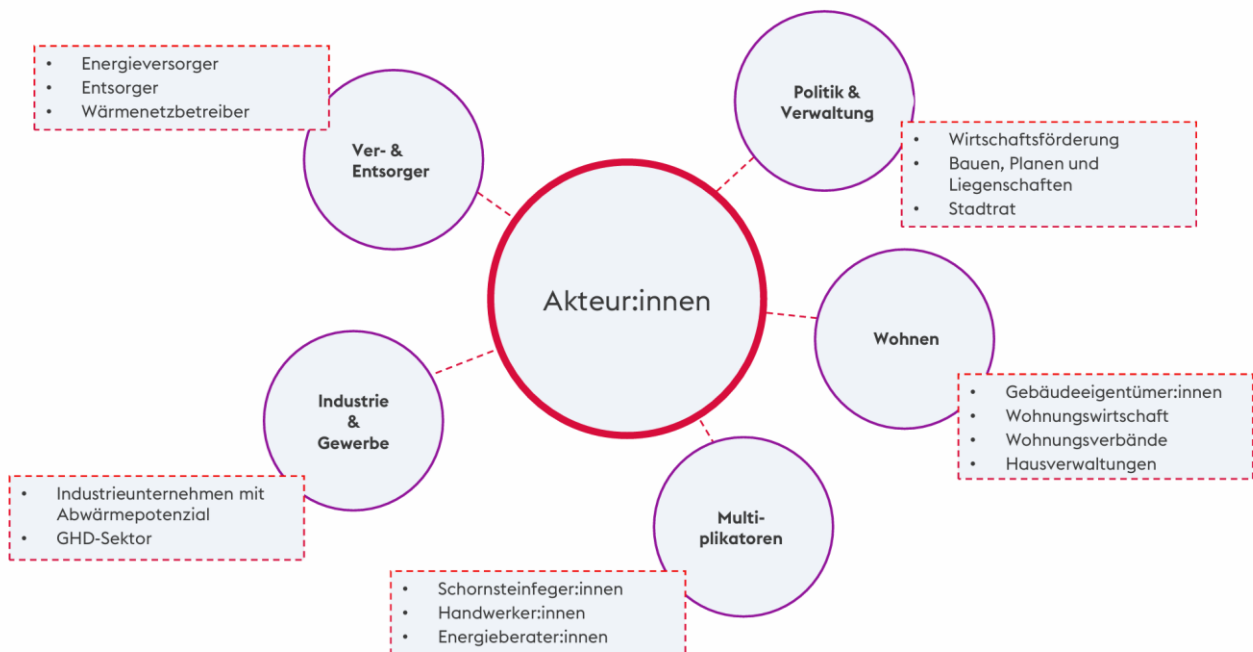 • Energieversorger
• Entsorger
• Wärmenetzbetreiber
Ver- &
Entsorger
Politik &
Verwaltung
• Wirtschaftsförderung
• Bauen, Planen und
Liegenschaften
• Stadtrat
Akteur:innen
Wohnen
• Gebäudeeigentümer:innen
• Wohnungswirtschaft
• Wohnungsverbände
• Hausverwaltungen
Industrie
&
Gewerbe
• Industrieunternehmen mit
Abwärmepotenzial
• GHD-Sektor
Multi-
plikatoren
• Schornsteinfeger:innen
• Handwerker:innen
• Energieberater:innen